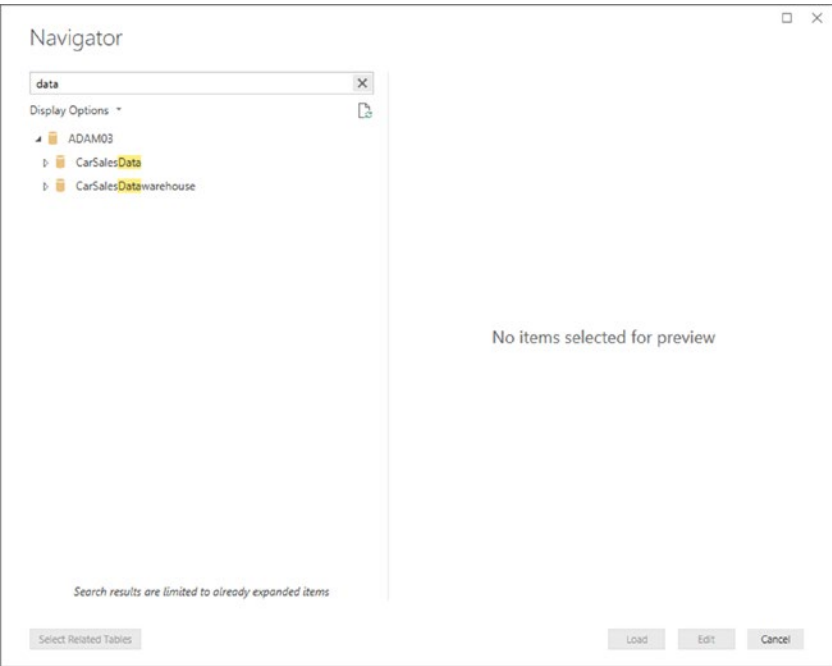 Navigator
data
Display Options
ADAM03
CarSalesData
CarSalesDatawarehouse
No items selected for preview
Search results are limited to already expanded items
Select Related Tables
Load
Edit
Cancel